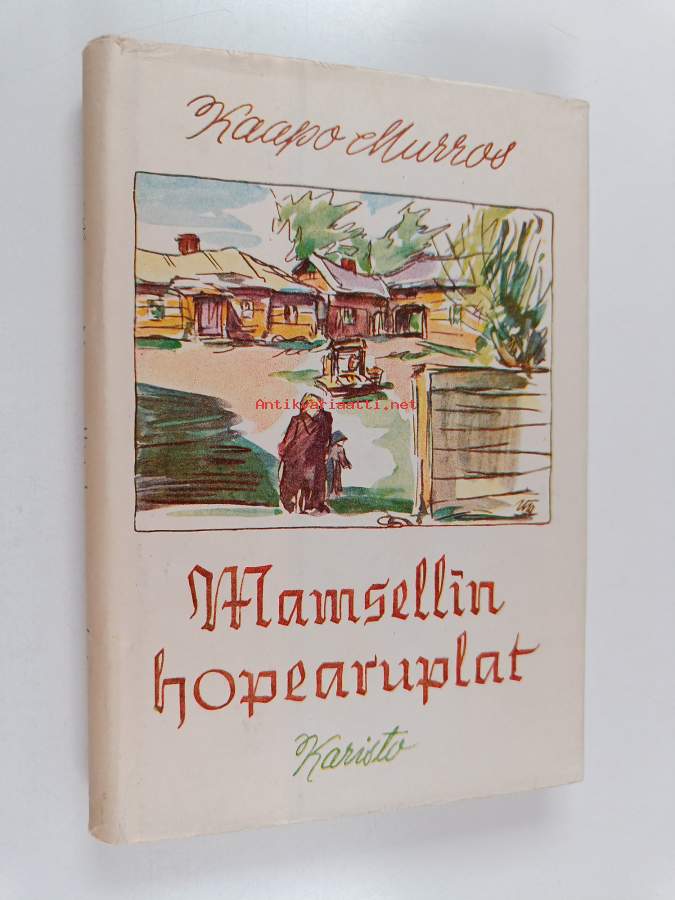 Kaapo Murros
Antikvariaatti.net
Mamsellin
hopearuplat
Karisto